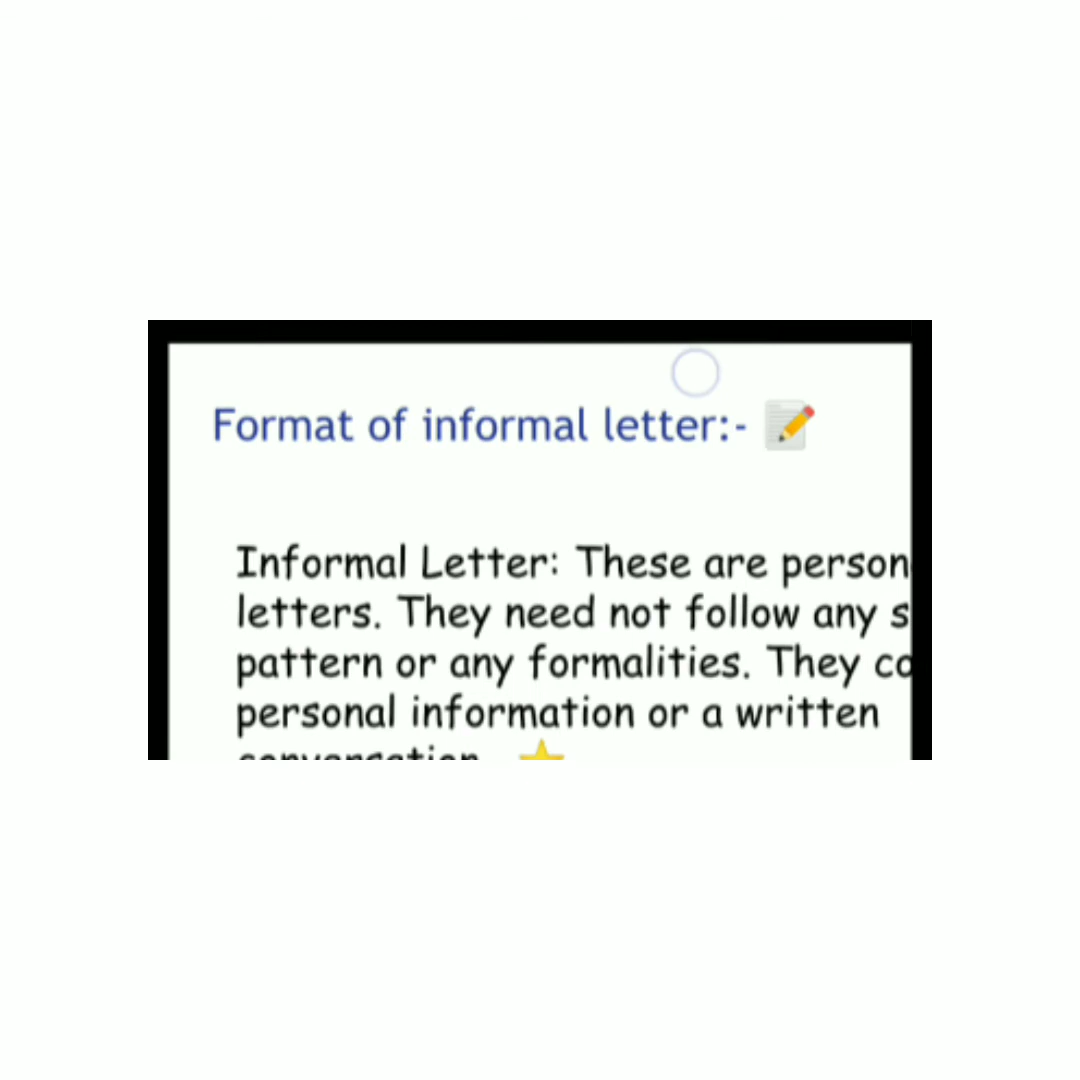 Format of informal letter:- 📝
Informal Letter: These are person
letters. They need not follow any s
pattern or any formalities. They co
personal information or a written
conversation. ⭐